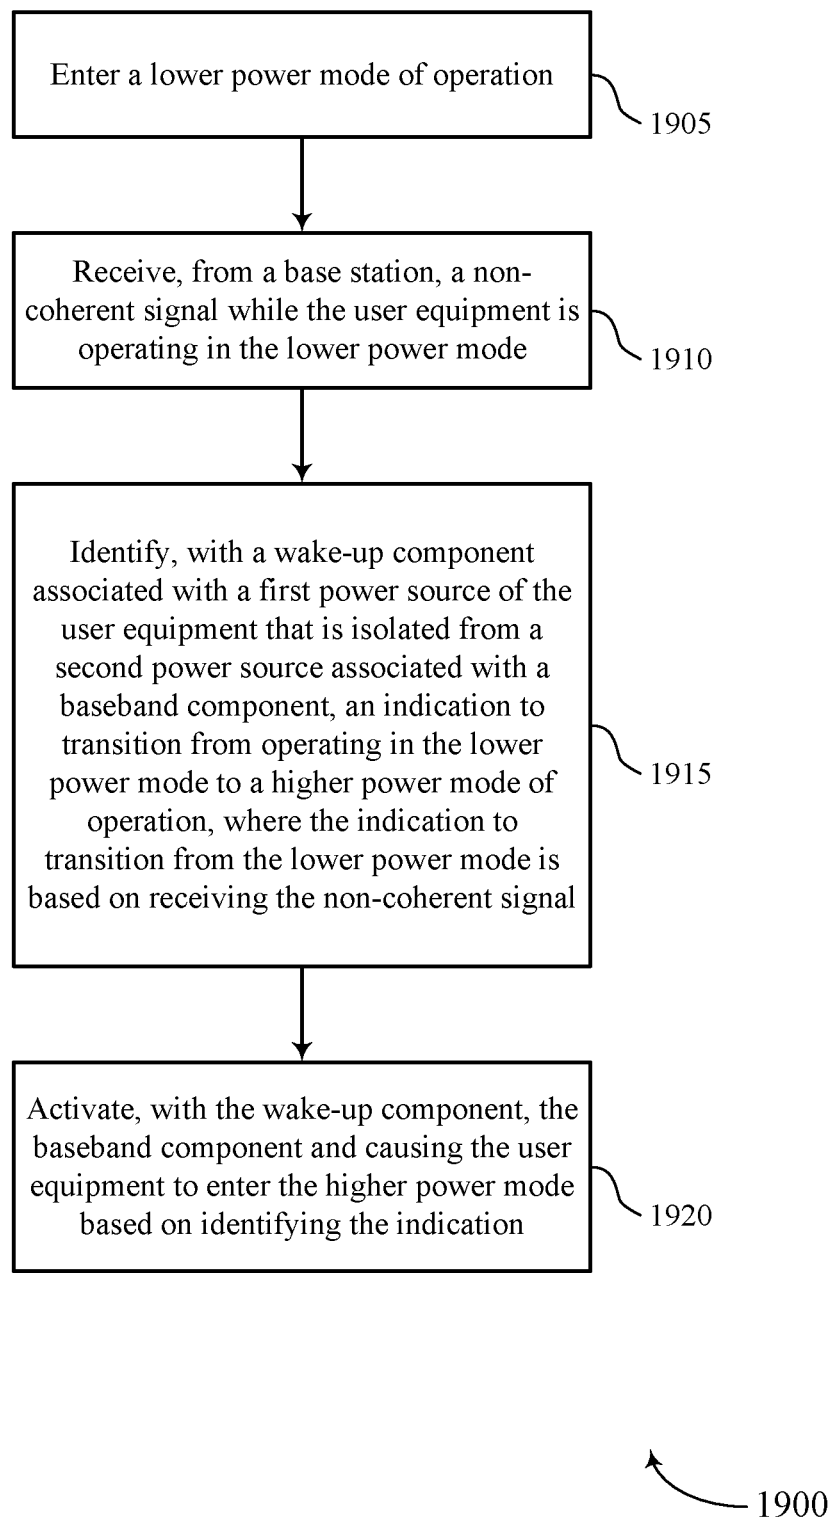 Enter a lower power mode of operation
1905
Receive, from a base station, a non-
coherent signal while the user equipment is
operating in the lower power mode
1910
Identify, with a wake-up component
associated with a first power source of the
user equipment that is isolated from a
second power source associated with a
baseband component, an indication to
transition from operating in the lower
power mode to a higher power mode of
operation, where the indication to
transition from the lower power mode is
based on receiving the non-coherent signal
1915
Activate, with the wake-up component, the
baseband component and causing the user
equipment to enter the higher power mode
based on identifying the indication
1920
1900